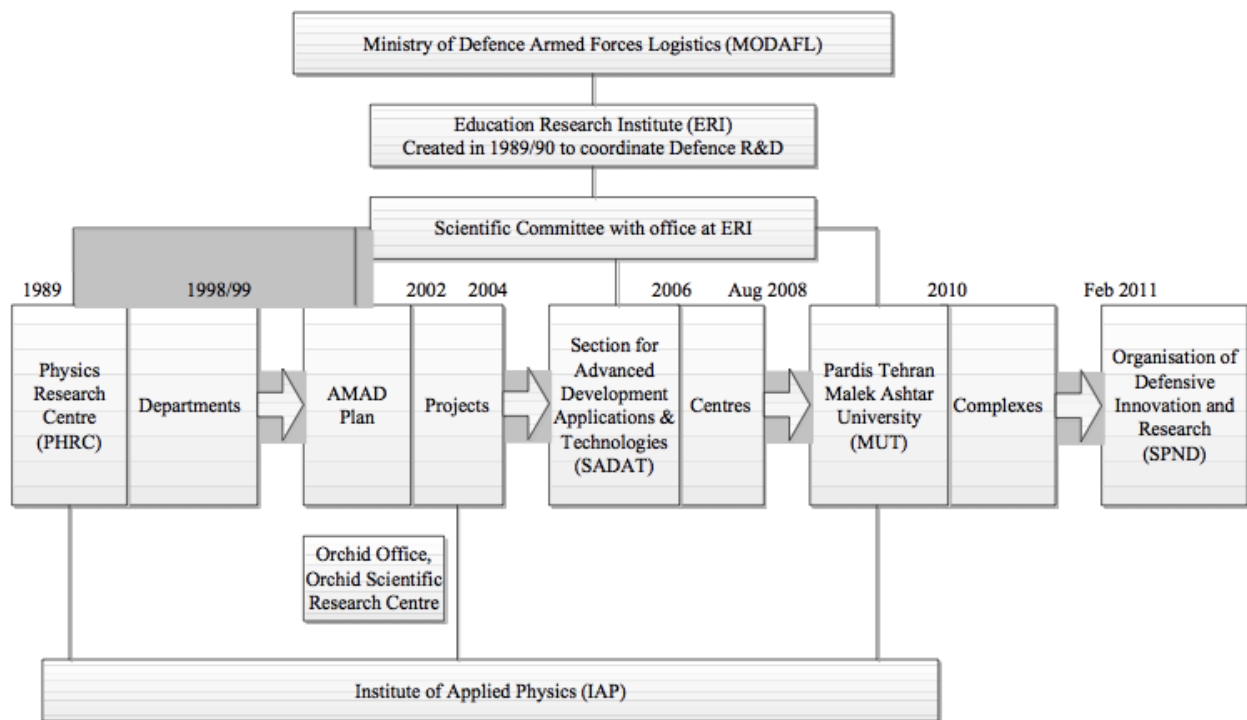 Ministry of Defence Armed Forces Logistics (MODAFL)
Education Research Institute (ERI)
Created in 1989/90 to coordinate Defence R&D
Scientific Committee with office at ERI
1989
1998/99
2002
2004
2006
Aug 2008
2010
Feb 2011
Physics
Research
Centre
(PHRC)
Departments
AMAD
Plan
Projects
Section for
Advanced
Development
Applications &
Technologies
(SADAT)
Centres
Pardis Tehran
Malek Ashtar
University
(MUT)
Complexes
Organisation of
Defensive
Innovation and
Research
(SPND)
Orchid Office,
Orchid Scientific
Research Centre
Institute of Applied Physics (IAP)